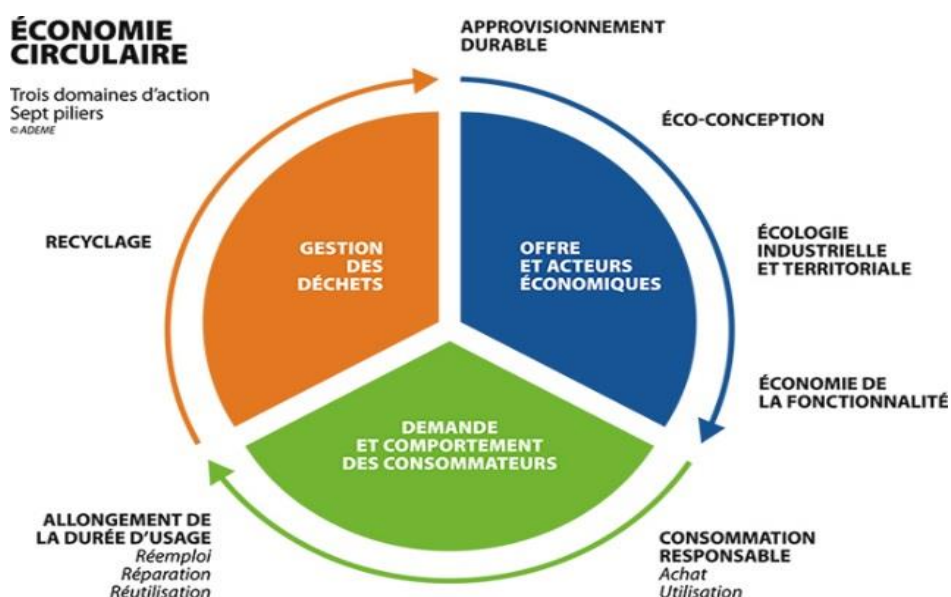 ÉCONOMIE
CIRCULAIRE
Trois domaines d'action
Sept piliers
© ADEME
APPROVISIONNEMENT
DURABLE
ÉCO-CONCEPTION
ÉCOLOGIE
INDUSTRIELLE
ET TERRITORIALE
ÉCONOMIE DE
LA FONCTIONNALITÉ
CONSOMMATION
RESPONSABLE
Achat
Utilisation
ALLONGEMENT DE
LA DURÉE D'USAGE
Réemploi
Réparation
Réutilisation
RECYCLAGE
GESTION
DES
DÉCHETS
OFFRE
ET ACTEURS
ÉCONOMIQUES
DEMANDE
ET COMPORTEMENT
DES CONSOMMATEURS